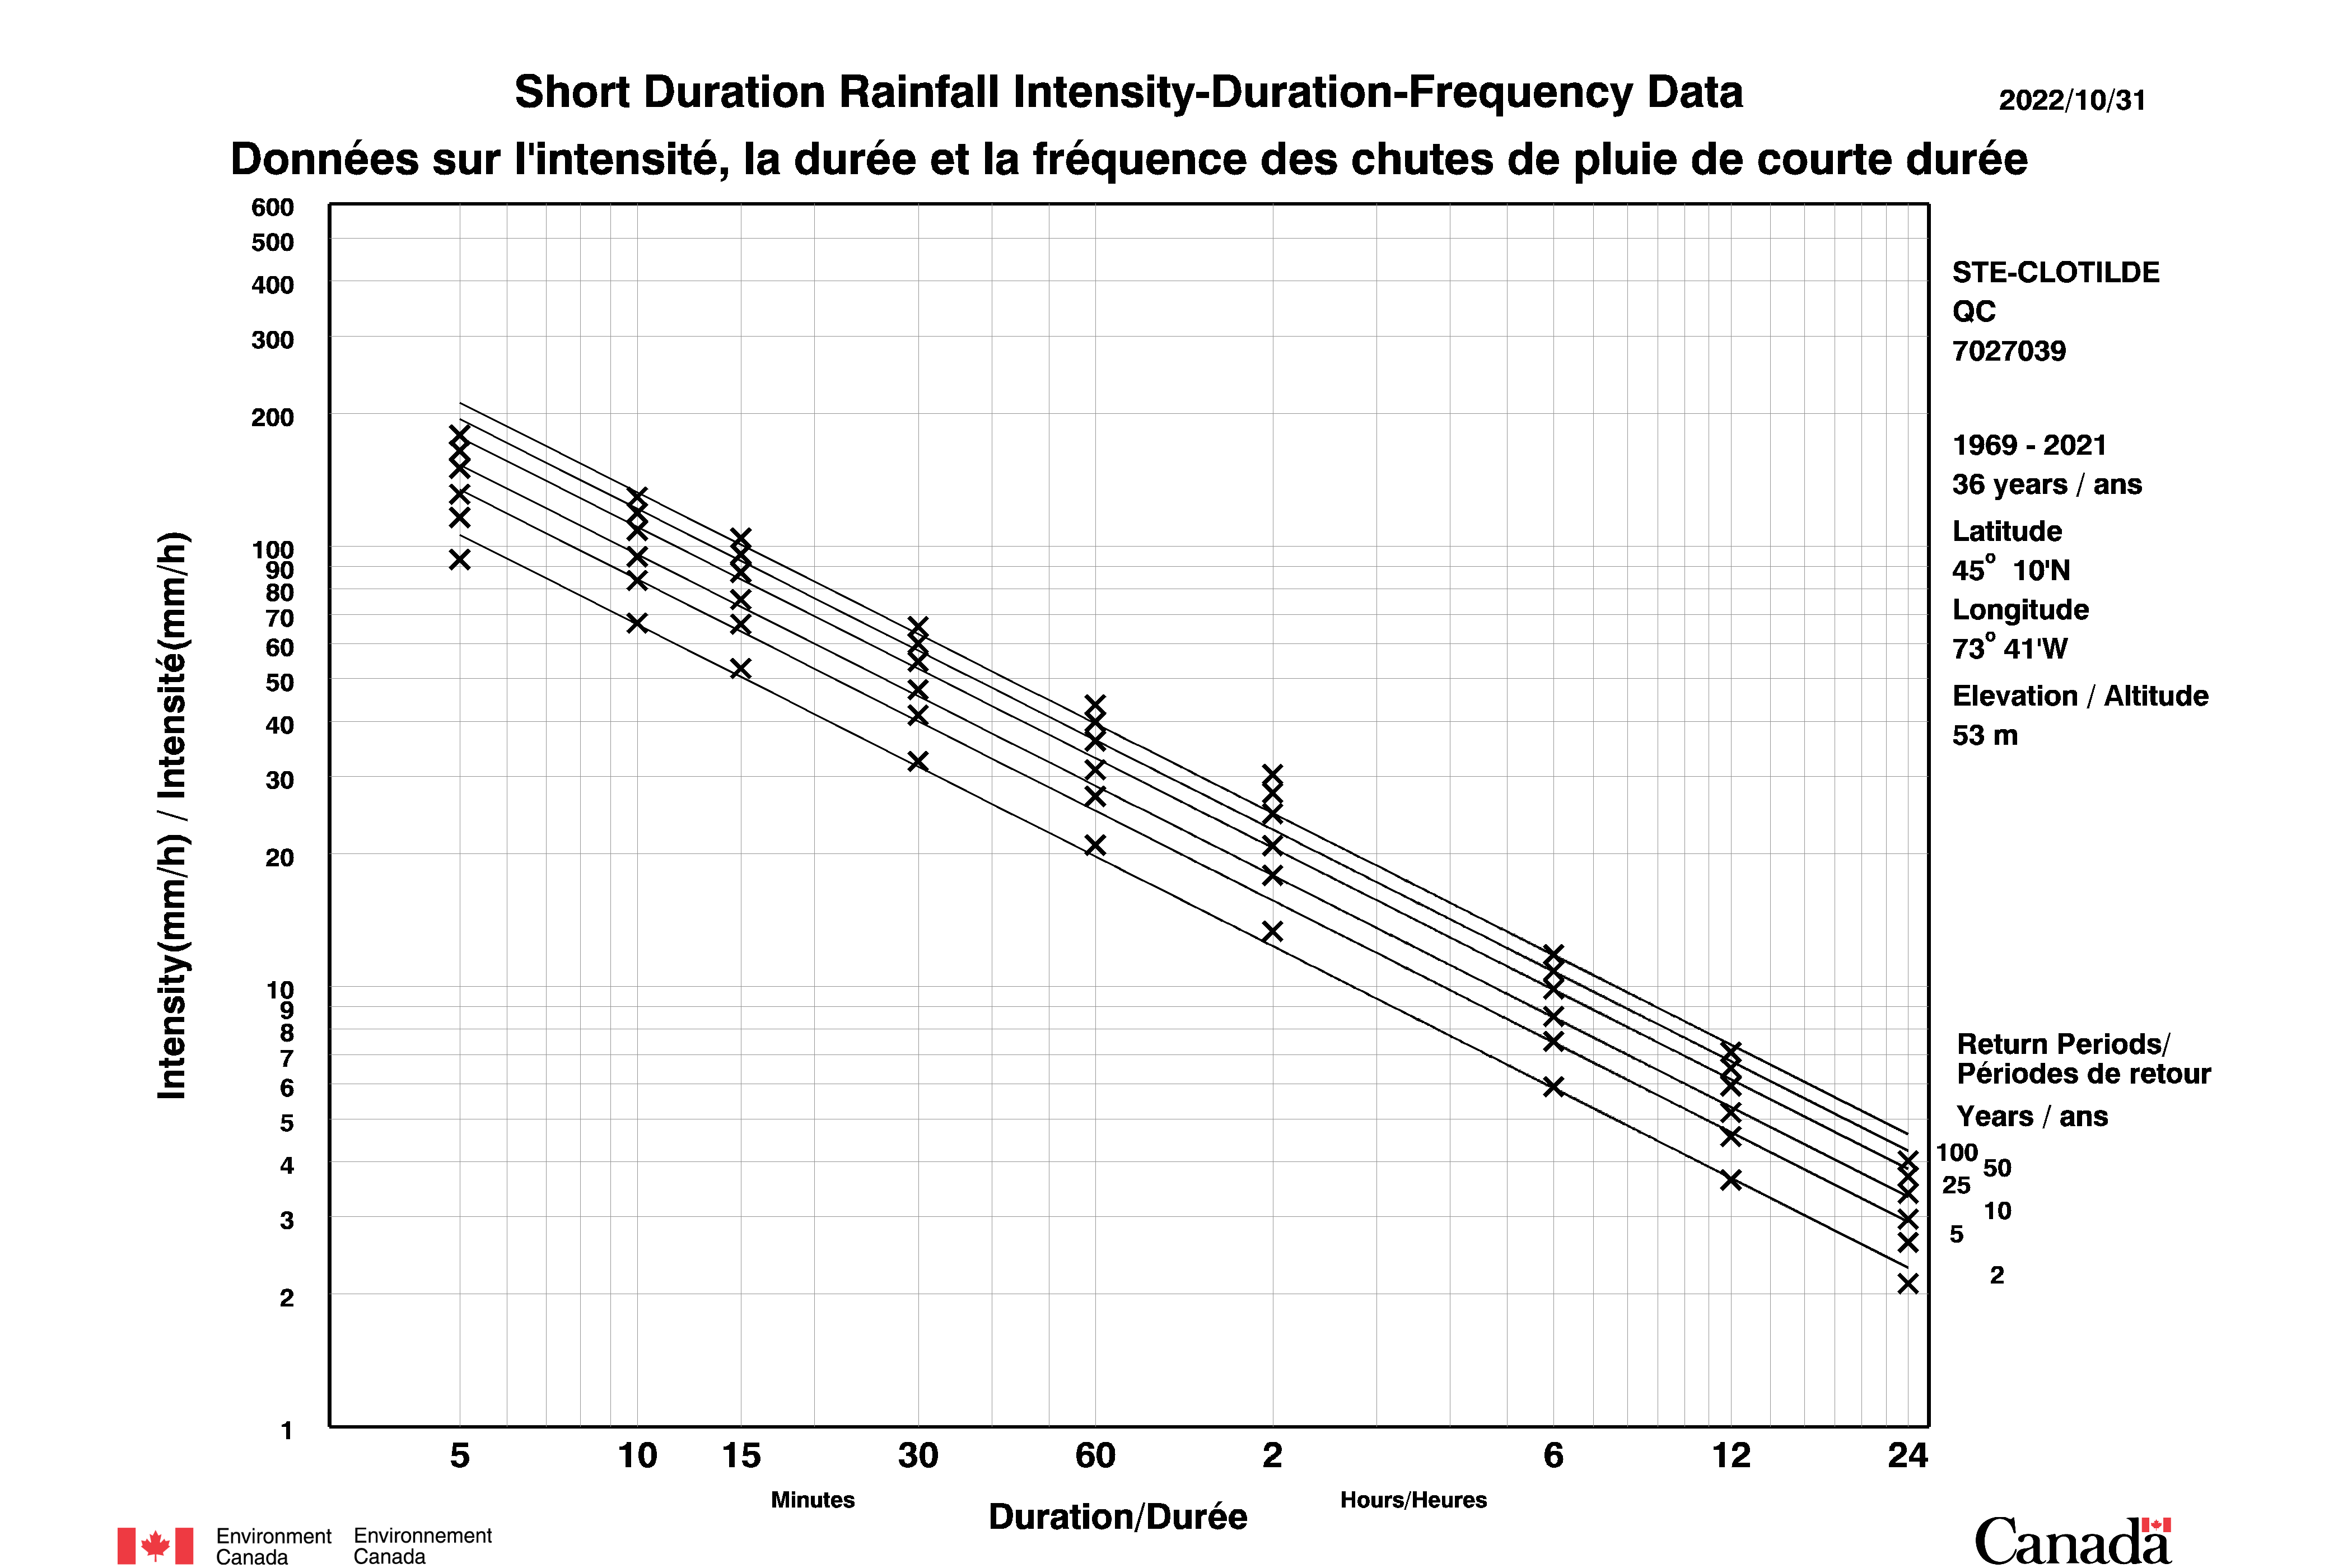 Short Duration Rainfall Intensity-Duration-Frequency Data
2022/10/31
Données sur l'intensité, la durée et la fréquence des chutes de pluie de courte durée
600
500
400
300
200
100
90
80
70
60
50
40
30
20
10
9
8
7
6
5
4
3
2
1
Intensity(mm/h) / Intensité(mm/h)
STE-CLOTILDE
QC
7027039
1969 - 2021
36 years / ans
Latitude
45° 10'N
Longitude
73° 41'W
Elevation / Altitude
53 m
Return Periods/
Périodes de retour
Years / ans
100
50
25
10
5
2
5 10 15 30 60 2 6 12 24
Minutes
Hours/Heures
Duration/Durée
Environment
Canada
Environnement
Canada
Canada